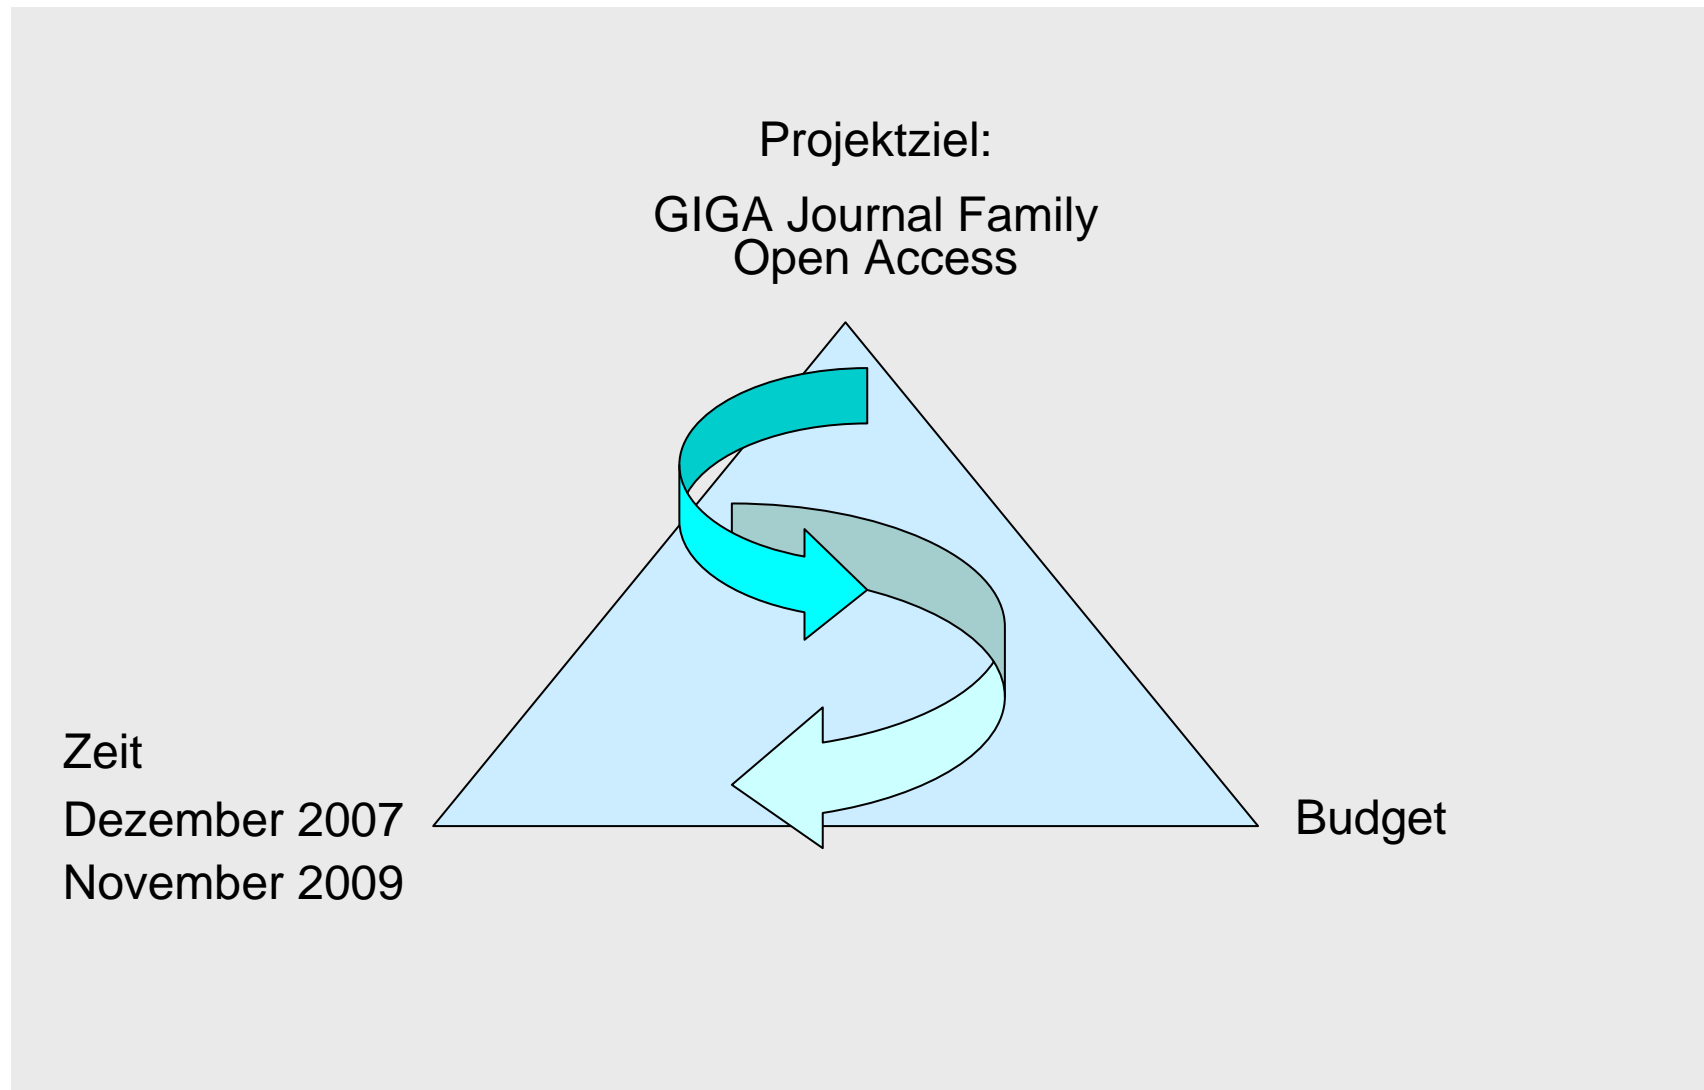 Projektziel:
GIGA Journal Family
Open Access
Zeit
Dezember 2007
November 2009
Budget